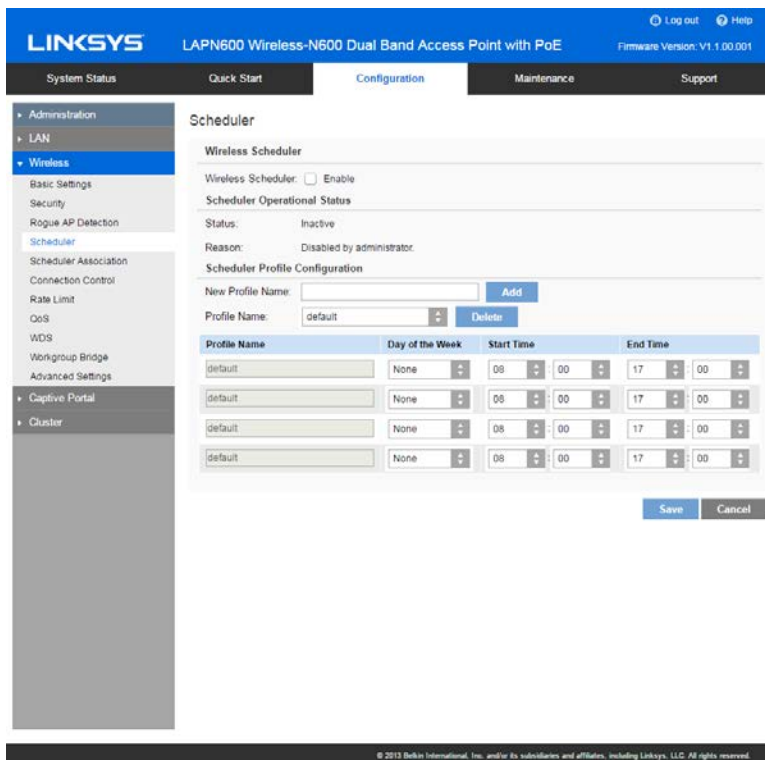 Log out Help
LINKSYS LAPN600 Wireless-N600 Dual Band Access Point with PoE Firmware Version: V1.1.00.001
System Status Quick Start Configuration Maintenance Support
Administration
LAN
Wireless
Basic Settings
Security
Rogue AP Detection
Scheduler
Scheduler Association
Connection Control
Rate Limit
QoS
WDS
Workgroup Bridge
Advanced Settings
Captive Portal
Cluster
Scheduler
Wireless Scheduler
Wireless Scheduler: Enable
Scheduler Operational Status
Status: Inactive
Reason: Disabled by administrator.
Scheduler Profile Configuration
New Profile Name: Add
Profile Name: default Delete
Profile Name Day of the Week Start Time End Time
default None 08 : 00 17 : 00
default None 08 : 00 17 : 00
default None 08 : 00 17 : 00
default None 08 : 00 17 : 00
Save Cancel
© 2013 Belkin International, Inc. and/or its subsidiaries and affiliates, including Linksys, LLC. All rights reserved.